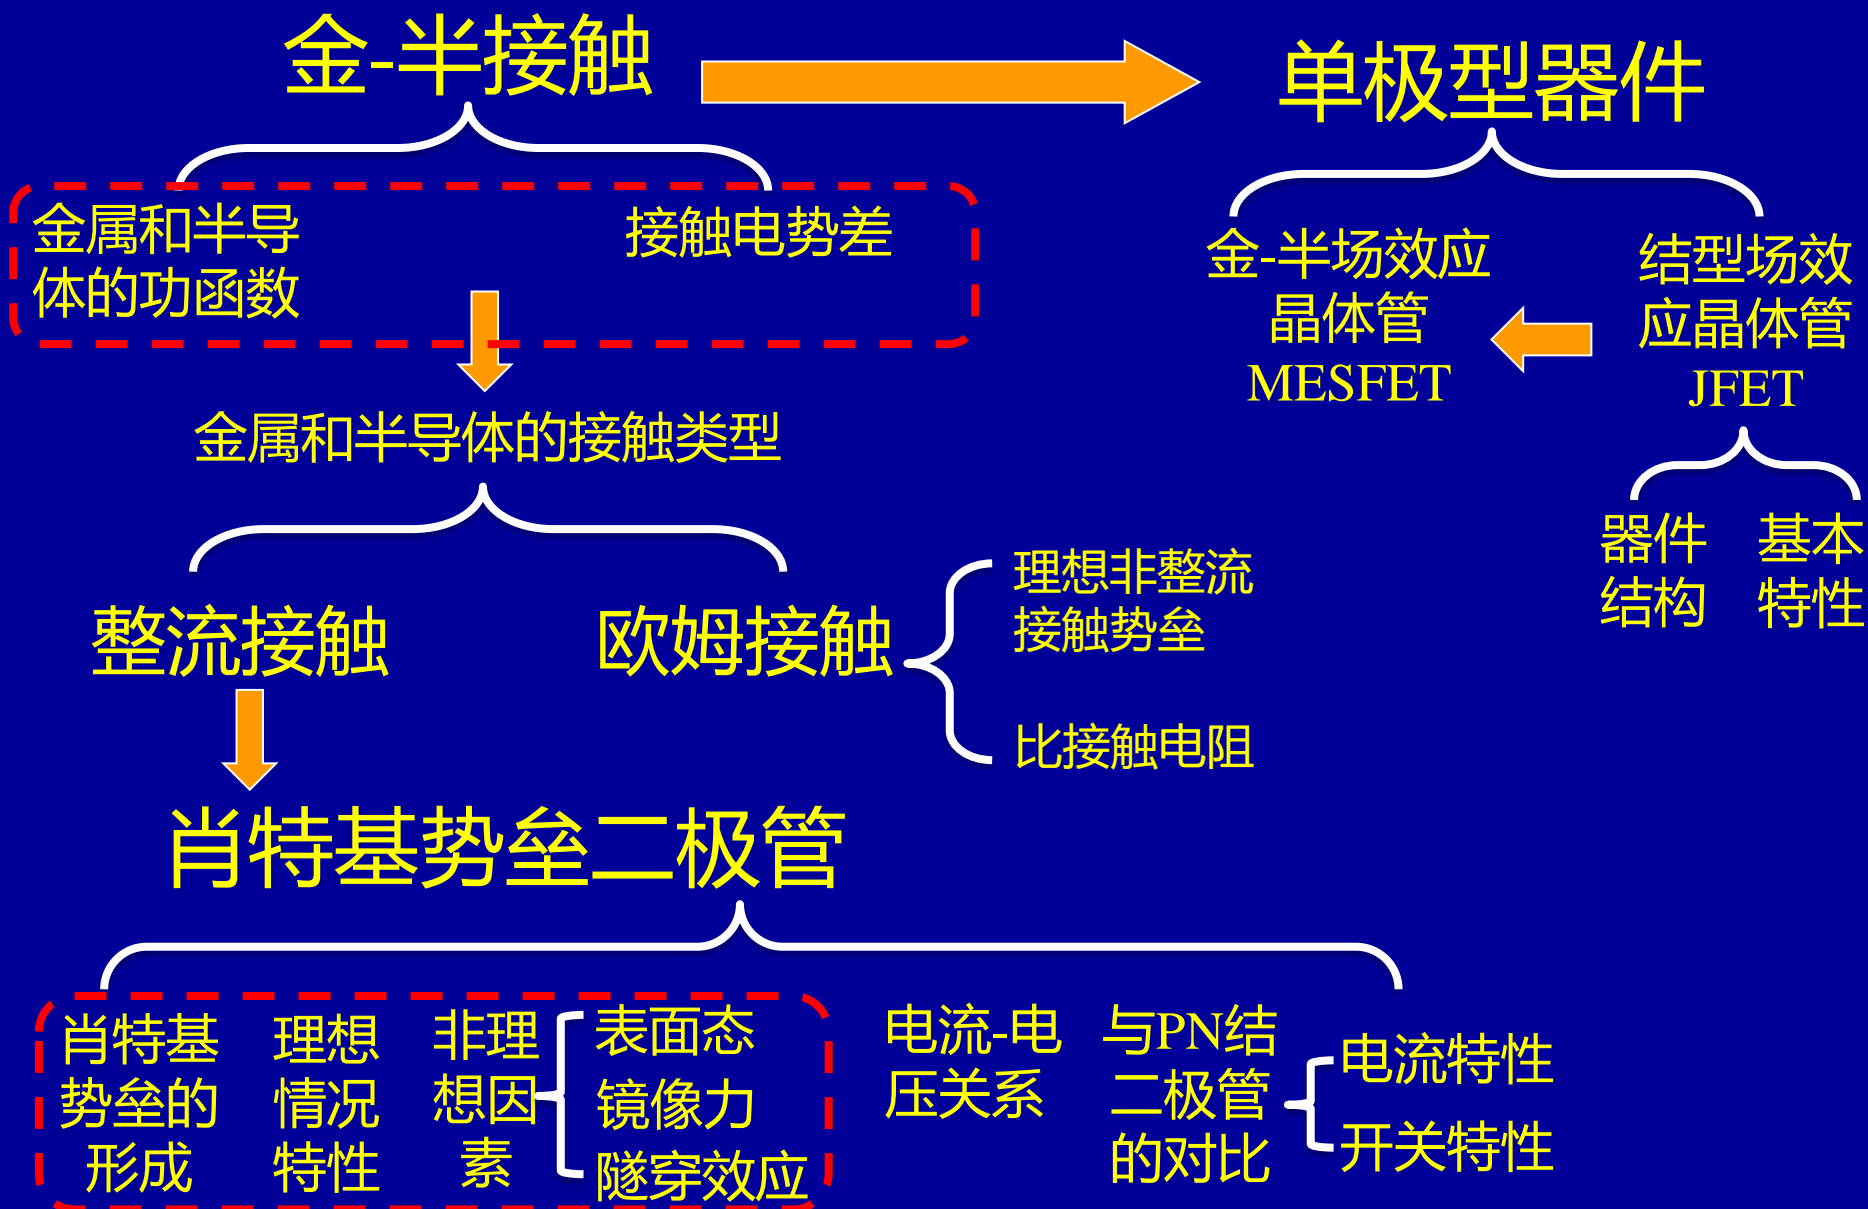 金-半接触
单极型器件
金属和半导
体的功函数
接触电势差
金-半场效应
晶体管
MESFET
结型场效
应晶体管
JFET
金属和半导体的接触类型
器件
结构
基本
特性
整流接触
欧姆接触
理想非整流
接触势垒
比接触电阻
肖特基势垒二极管
肖特基
势垒的
形成
理想
情况
特性
非理
想因
素
表面态
镜像力
隧穿效应
电流-电
压关系
与PN结
二极管
的对比
电流特性
开关特性